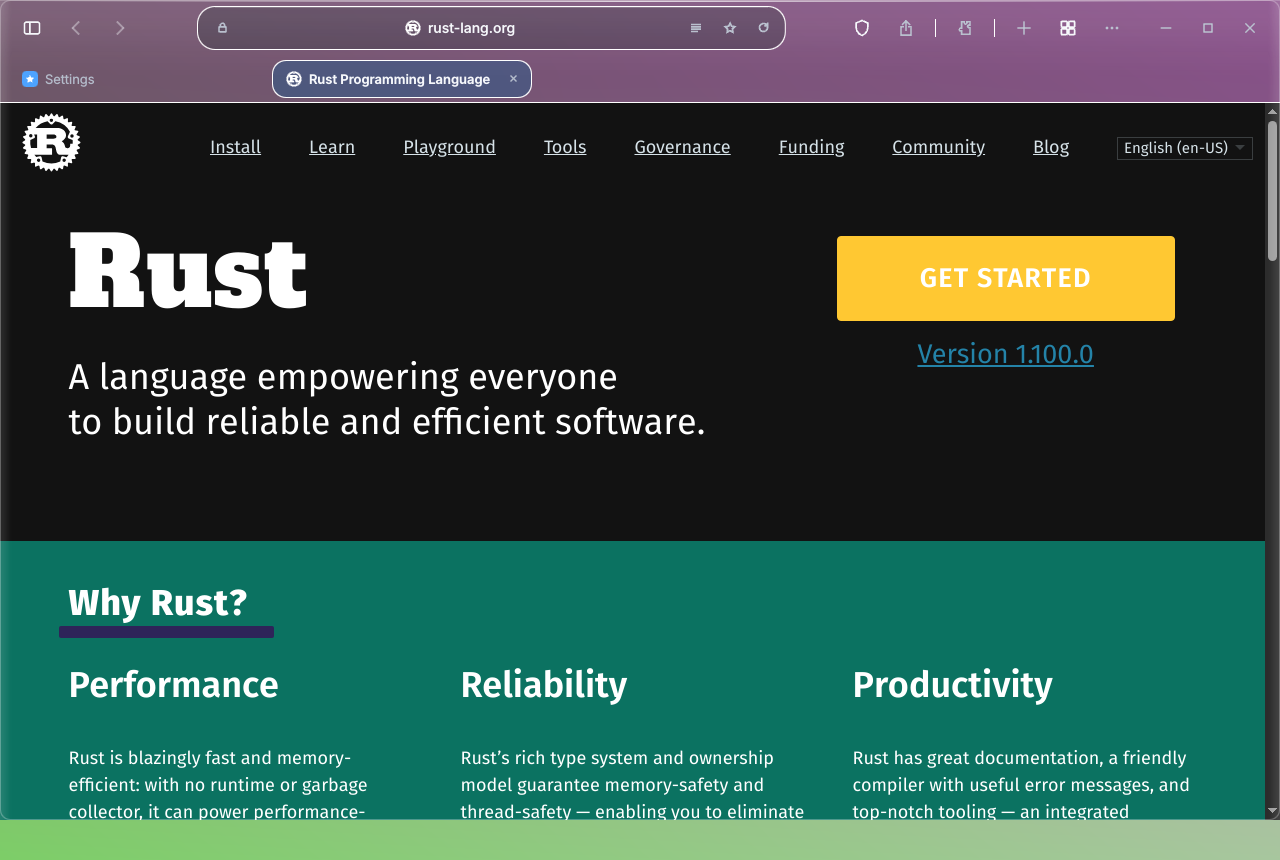 rust-lang.org
Settings
Rust Programming Language
Install Learn Playground Tools Governance Funding Community Blog English (en-US)
Rust
GET STARTED
Version 1.100.0
A language empowering everyone
to build reliable and efficient software.
Why Rust?
Performance
Rust is blazingly fast and memory-
efficient: with no runtime or garbage
collector, it can power performance-
Reliability
Rust’s rich type system and ownership
model guarantee memory-safety and
thread-safety — enabling you to eliminate
Productivity
Rust has great documentation, a friendly
compiler with useful error messages, and
top-notch tooling — an integrated